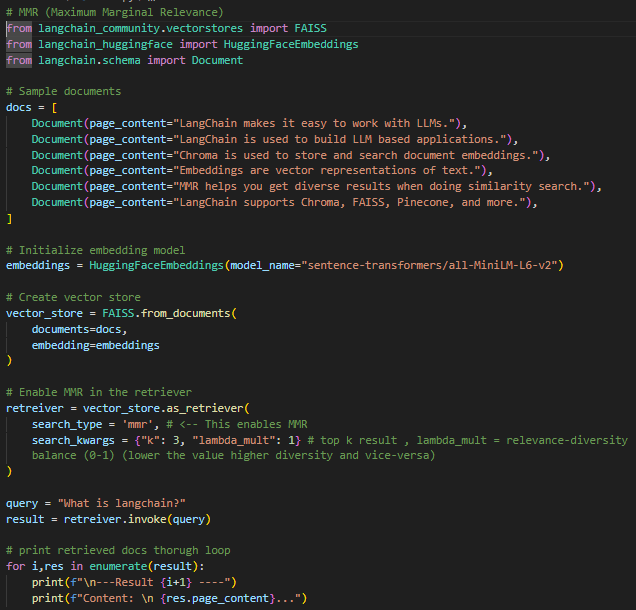 # MMR (Maximum Marginal Relevance)
from langchain_community.vectorstores import FAISS
from langchain_huggingface import HuggingFaceEmbeddings
from langchain.schema import Document

# Sample documents
docs = [
    Document(page_content="LangChain makes it easy to work with LLMs."),
    Document(page_content="LangChain is used to build LLM based applications."),
    Document(page_content="Chroma is used to store and search document embeddings."),
    Document(page_content="Embeddings are vector representations of text."),
    Document(page_content="MMR helps you get diverse results when doing similarity search."),
    Document(page_content="LangChain supports Chroma, FAISS, Pinecone, and more."),
]

# Initialize embedding model
embeddings = HuggingFaceEmbeddings(model_name="sentence-transformers/all-MiniLM-L6-v2")

# Create vector store
vector_store = FAISS.from_documents(
    documents=docs,
    embedding=embeddings
)

# Enable MMR in the retriever
retreiver = vector_store.as_retriever(
    search_type = 'mmr', # <-- This enables MMR
    search_kwargs = {"k": 3, "lambda_mult": 1} # top k result , lambda_mult = relevance-diversity
    balance (0-1) (lower the value higher diversity and vice-versa)
)

query = "What is langchain?"
result = retreiver.invoke(query)

# print retrieved docs thorugh loop
for i,res in enumerate(result):
    print(f"\n---Result {i+1} ----")
    print(f"Content: \n {res.page_content}...")